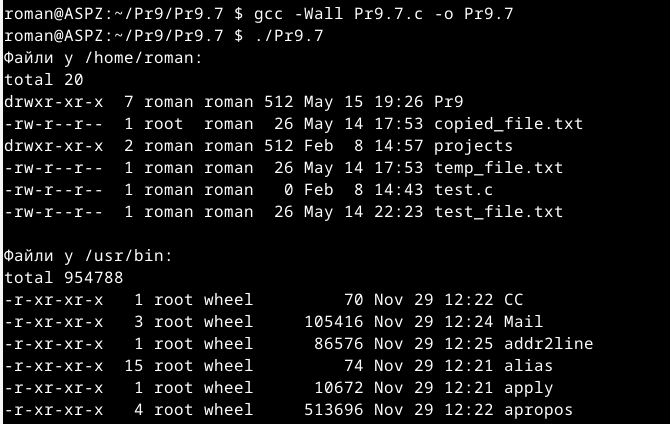 roman@ASPZ:~/Pr9/Pr9.7 $ gcc -Wall Pr9.7.c -o Pr9.7
roman@ASPZ:~/Pr9/Pr9.7 $ ./Pr9.7
Файли у /home/roman:
total 20
drwxr-xr-x  7 roman roman 512 May 15 19:26 Pr9
-rw-r--r--  1 root  roman  26 May 14 17:53 copied_file.txt
drwxr-xr-x  2 roman roman 512 Feb  8 14:57 projects
-rw-r--r--  1 roman roman  26 May 14 17:53 temp_file.txt
-rw-r--r--  1 roman roman   0 Feb  8 14:43 test.c
-rw-r--r--  1 roman roman  26 May 14 22:23 test_file.txt

Файли у /usr/bin:
total 954788
-r-xr-xr-x   1 root wheel         70 Nov 29 12:22 CC
-r-xr-xr-x   3 root wheel     105416 Nov 29 12:24 Mail
-r-xr-xr-x   1 root wheel      86576 Nov 29 12:25 addr2line
-r-xr-xr-x  15 root wheel         74 Nov 29 12:21 alias
-r-xr-xr-x   1 root wheel      10672 Nov 29 12:21 apply
-r-xr-xr-x   4 root wheel     513696 Nov 29 12:22 apropos